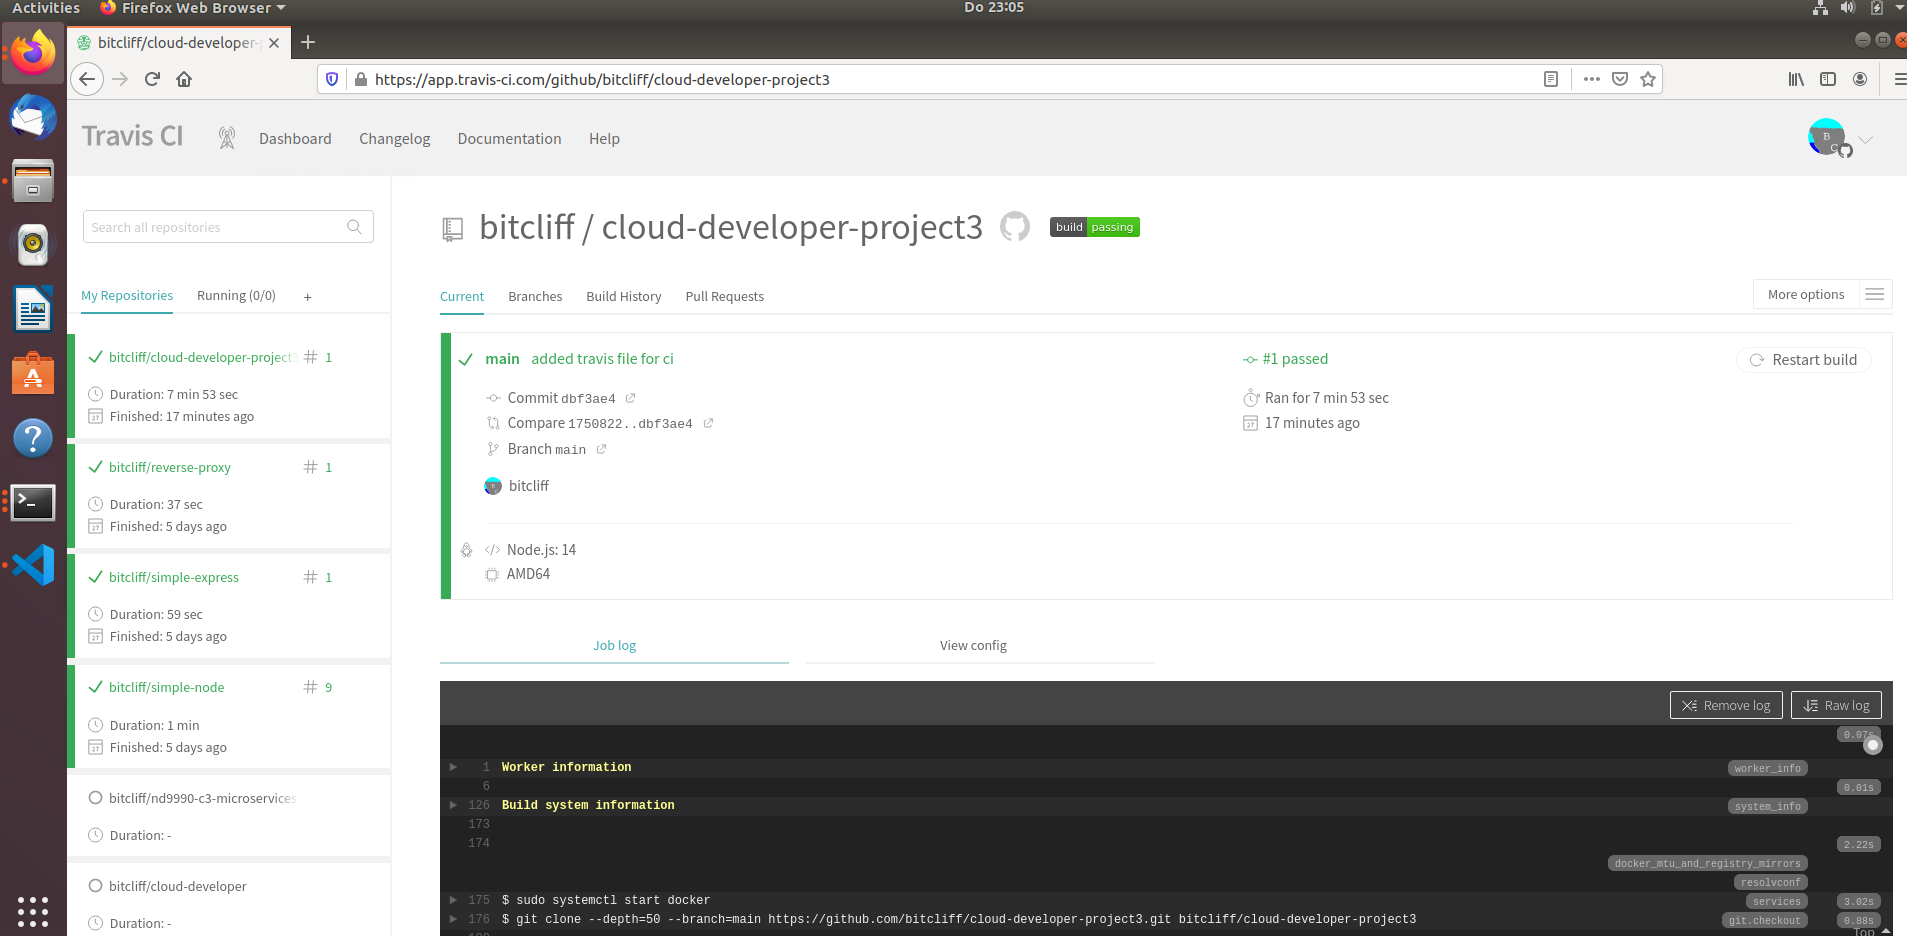 Activities Firefox Web Browser Do 23:05
bitcliff/cloud-developer-
https://app.travis-ci.com/github/bitcliff/cloud-developer-project3
Travis CI Dashboard Changelog Documentation Help
Search all repositories
My Repositories Running (0/0) +
bitcliff/cloud-developer-project3 # 1
Duration: 7 min 53 sec
Finished: 17 minutes ago
bitcliff/reverse-proxy # 1
Duration: 37 sec
Finished: 5 days ago
bitcliff/simple-express # 1
Duration: 59 sec
Finished: 5 days ago
bitcliff/simple-node # 9
Duration: 1 min
Finished: 5 days ago
bitcliff/nd9990-c3-microservices
Duration: -
bitcliff/cloud-developer
Duration: -
bitcliff / cloud-developer-project3 build passing
Current Branches Build History Pull Requests More options
main added travis file for ci #1 passed Restart build
Commit dbf3ae4 Ran for 7 min 53 sec
Compare 1750822..dbf3ae4 17 minutes ago
Branch main
bitcliff
Node.js: 14
AMD64
Job log View config
Remove log Raw log
0.07s
1 Worker information worker_info
6 0.01s
126 Build system information system_info
173
174 2.22s
docker_mtu_and_registry_mirrors
resolvconf
175 $ sudo systemctl start docker services 3.02s
176 $ git clone --depth=50 --branch=main https://github.com/bitcliff/cloud-developer-project3.git bitcliff/cloud-developer-project3 git.checkout 0.88s
Top